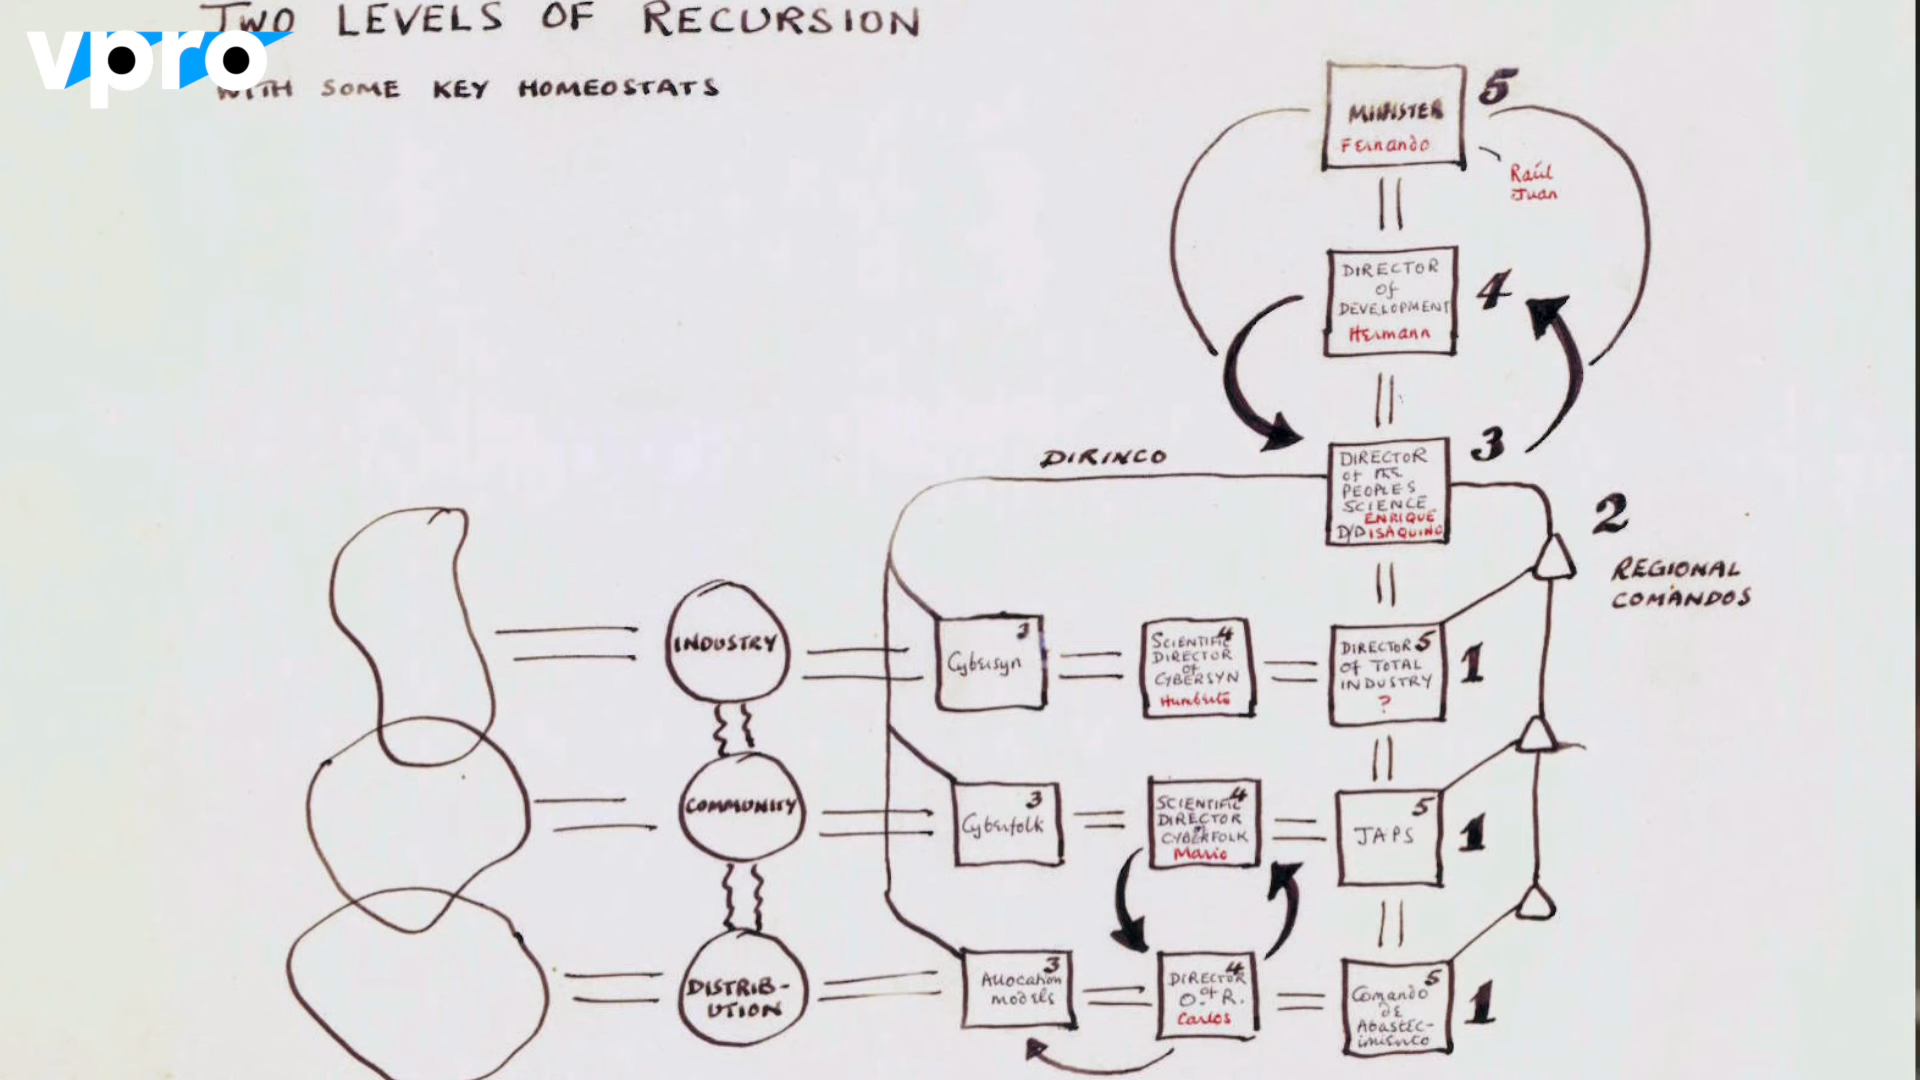 TWO LEVELS OF RECURSION
vpro
WITH SOME KEY HOMEOSTATS
MINISTER
Fernando
5
Raúl
Juan
DIRECTOR
of
DEVELOPMENT
Hermann
4
DIRINCO
DIRECTOR
of the
PEOPLES
SCIENCE
ENRIQUE
D/D ISAQUINO
3
2
REGIONAL
COMANDOS
INDUSTRY
3
Cybersyn
4
SCIENTIFIC
DIRECTOR
of
CYBERSYN
Humberto
DIRECTOR 5
OF TOTAL
INDUSTRY
?
1
COMMUNITY
3
Cyberfolk
4
SCIENTIFIC
DIRECTOR
CYBERFOLK
Mario
5
JAPS
1
DISTRIB-
UTION
3
Allocation
models
4
DIRECTOR
of
O. R.
Carlos
5
Comando
DE
Abastec-
imiento
1